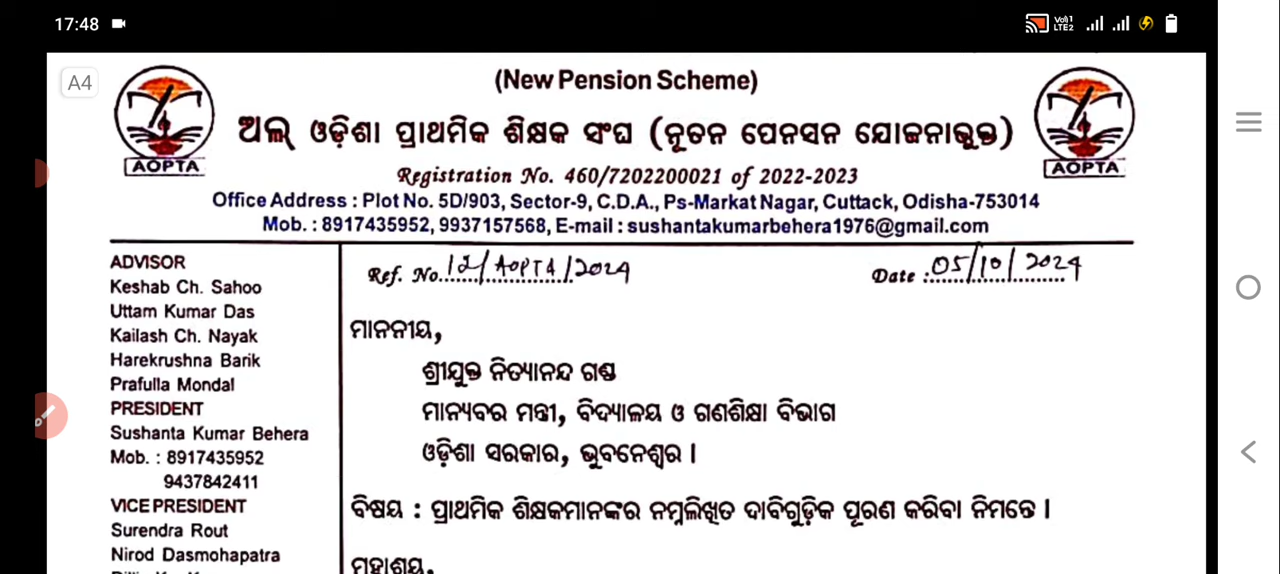 17:48
Vo))1
LTE2
A4
(New Pension Scheme)
ଅଲ୍ ଓଡ଼ିଶା ପ୍ରାଥମିକ ଶିକ୍ଷକ ସଂଘ (ନୂତନ ପେନସନ ଯୋଜନାଭୁକ୍ତ)
AOPTA
AOPTA
Registration No. 460/7202200021 of 2022-2023
Office Address : Plot No. 5D/903, Sector-9, C.D.A., Ps-Markat Nagar, Cuttack, Odisha-753014
Mob. : 8917435952, 9937157568, E-mail : sushantakumarbehera1976@gmail.com
ADVISOR
Keshab Ch. Sahoo
Uttam Kumar Das
Kailash Ch. Nayak
Harekrushna Barik
Prafulla Mondal
PRESIDENT
Sushanta Kumar Behera
Mob. : 8917435952
9437842411
VICE PRESIDENT
Surendra Rout
Nirod Dasmohapatra
Ref. No. 12/AOPTA/2024
Date : 05/10/2024
ମାନନୀୟ,
ଶ୍ରୀଯୁକ୍ତ ନିତ୍ୟାନନ୍ଦ ଗଣ୍ଡ
ମାନ୍ୟବର ମନ୍ତ୍ରୀ, ବିଦ୍ୟାଳୟ ଓ ଗଣଶିକ୍ଷା ବିଭାଗ
ଓଡ଼ିଶା ସରକାର, ଭୁବନେଶ୍ୱର ।
ବିଷୟ : ପ୍ରାଥମିକ ଶିକ୍ଷକମାନଙ୍କର ନମ୍ନଲିଖିତ ଦାବିଗୁଡ଼ିକ ପୂରଣ କରିବା ନିମନ୍ତେ ।
ମହାଶୟ,